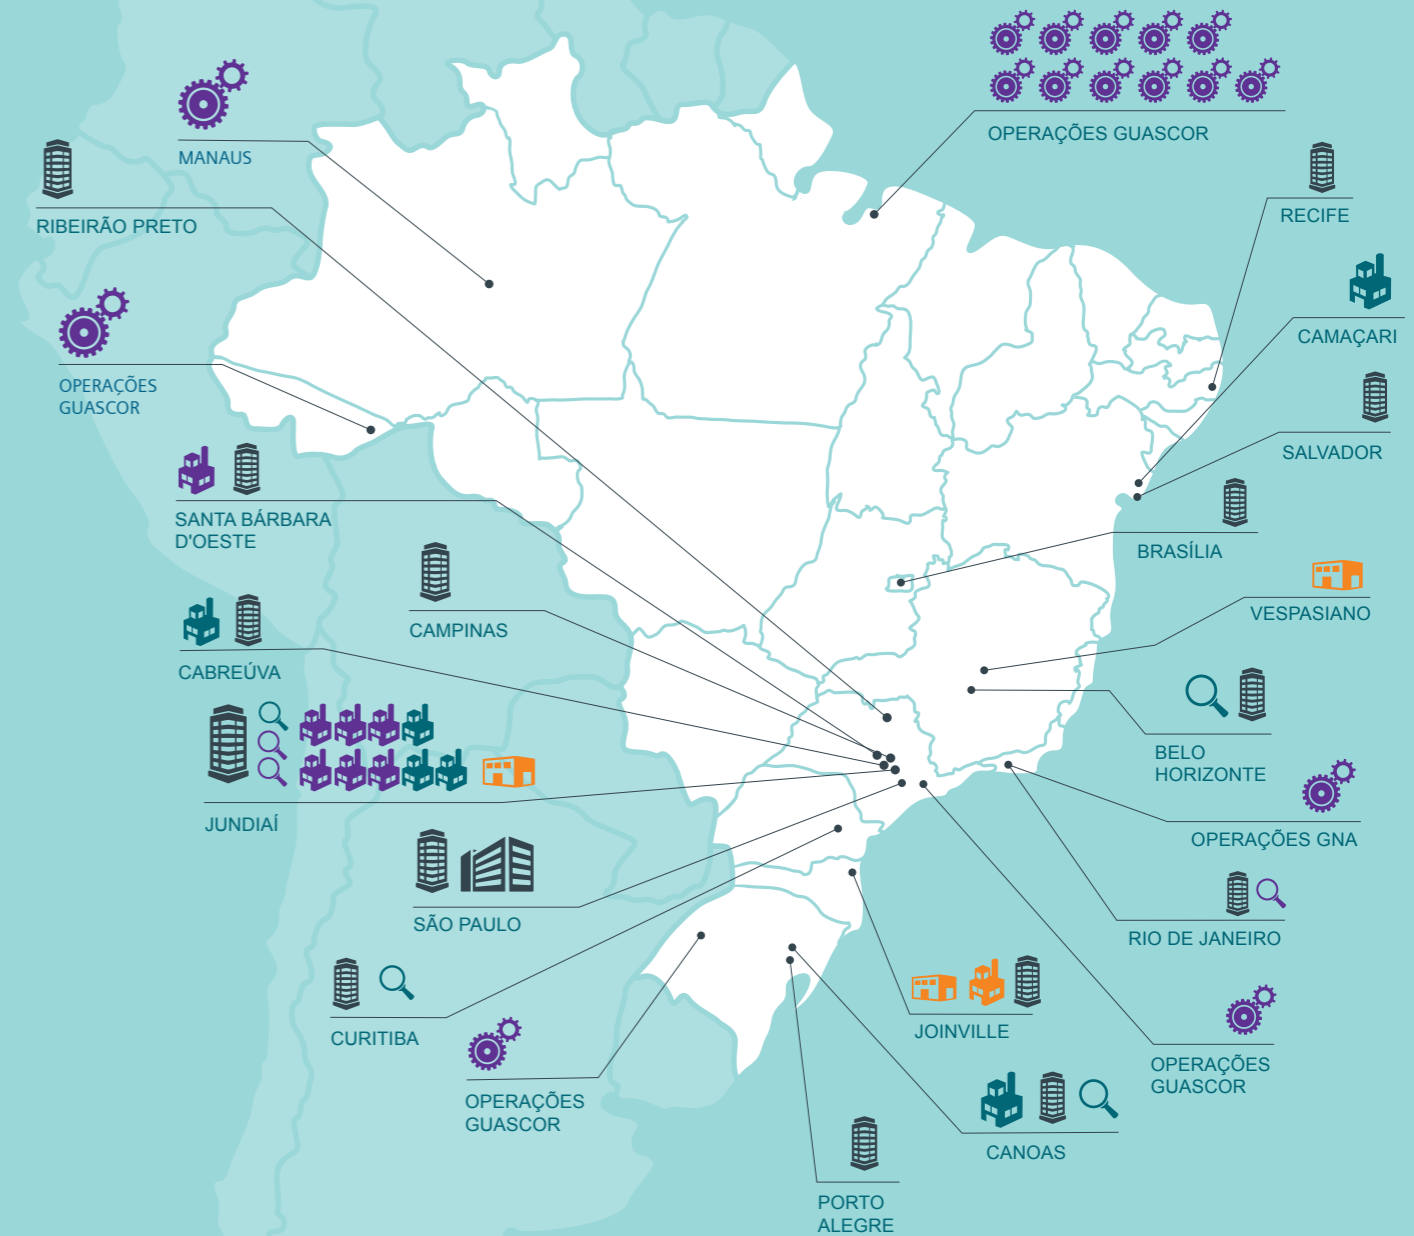 OPERAÇÕES GUASCOR
MANAUS
RECIFE
RIBEIRÃO PRETO
CAMAÇARI
OPERAÇÕES
GUASCOR
SALVADOR
SANTA BÁRBARA
D'OESTE
BRASÍLIA
VESPASIANO
CAMPINAS
CABREÚVA
BELO
HORIZONTE
JUNDIAÍ
OPERAÇÕES GNA
SÃO PAULO
RIO DE JANEIRO
CURITIBA
JOINVILLE
OPERAÇÕES
GUASCOR
OPERAÇÕES
GUASCOR
CANOAS
PORTO
ALEGRE